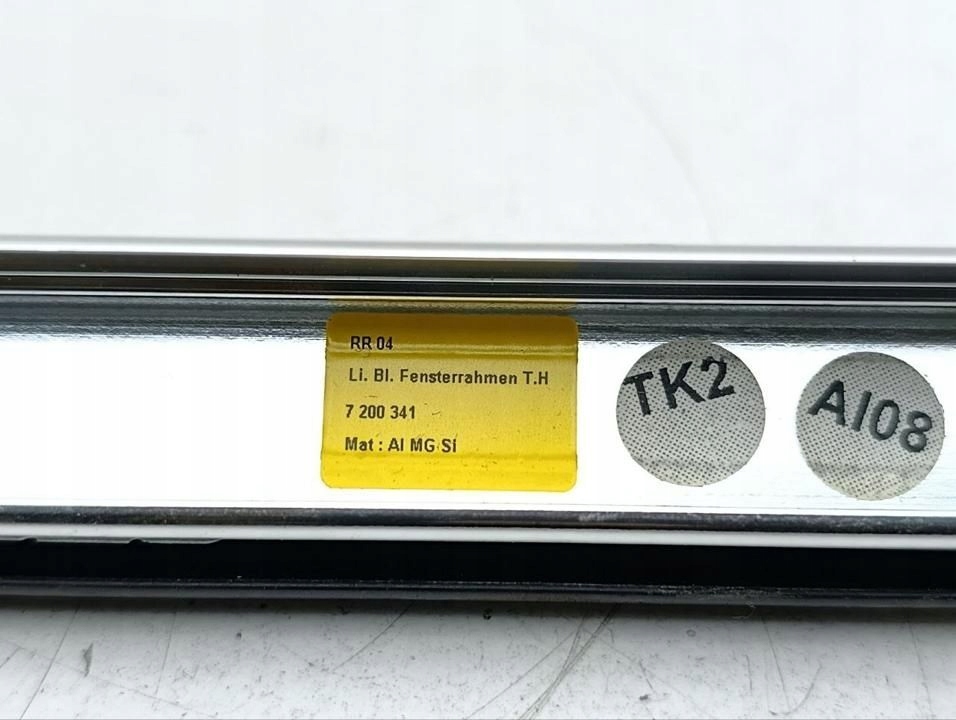 RR 04
Li. Bl. Fensterrahmen T.H
7 200 341
Mat : Al MG Si
TK2
AI08